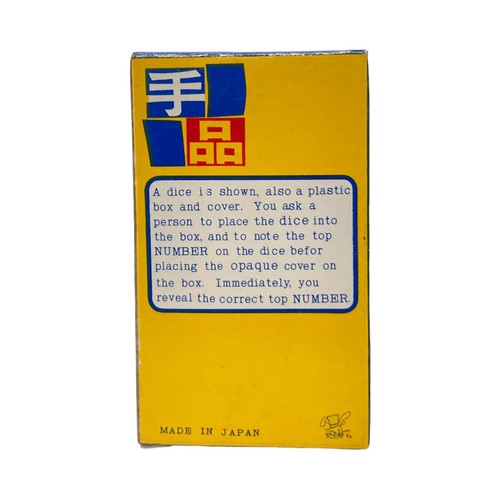 手品
A dice is shown, also a plastic
box and cover. You ask a
person to place the dice into
the box, and to note the top
NUMBER on the dice befor
placing the opaque cover on
the box. Immediately, you
reveal the correct top NUMBER.
MADE IN JAPAN